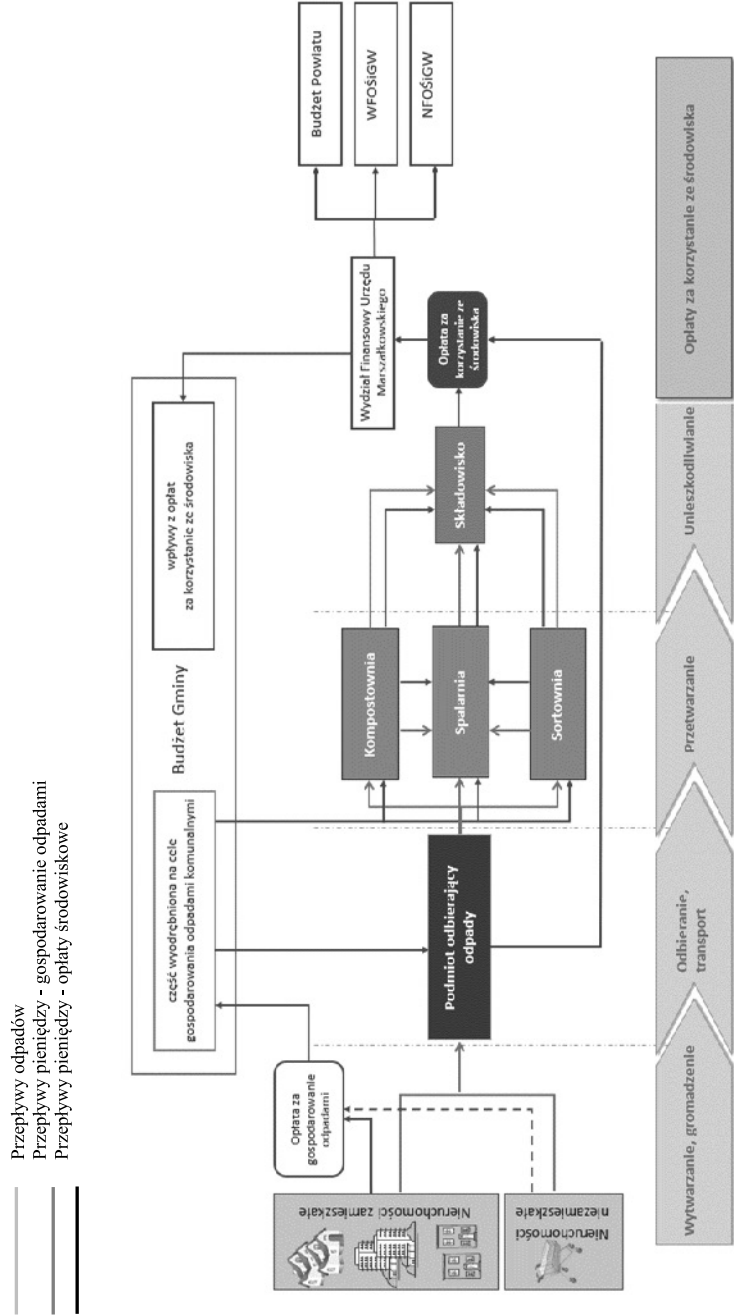 Przepływy odpadów
Przepływy pieniędzy - gospodarowanie odpadami
Przepływy pieniędzy - opłaty środowiskowe
Budżet Gminy
część wyodrębniona na cele
gospodarowania odpadami komunalnymi
wpływy z opłat
za korzystanie ze środowiska
Budżet Powiatu
WFOŚiGW
NFOŚiGW
Opłata za
gospodarowanie
odpadami
Wydział Finansowy Urzędu
Marszałkowskiego
Nieruchomości zamieszkałe
Nieruchomości
niezamieszkałe
Podmiot odbierający
odpady
Kompostownia
Spalarnia
Sortownia
Składowisko
Opłata za
korzystanie ze
środowiska
Wytwarzanie, gromadzenie
Odbieranie,
transport
Przetwarzanie
Unieszkodliwianie
Opłaty za korzystanie ze środowiska